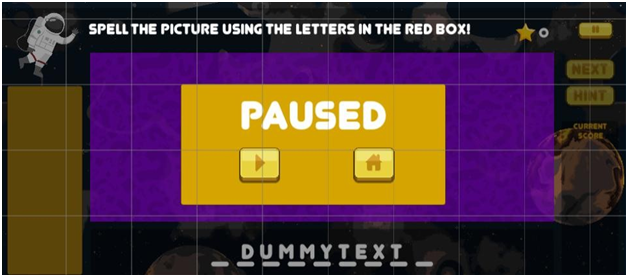 SPELL THE PICTURE USING THE LETTERS IN THE RED BOX!
0
NEXT
HINT
CURRENT
SCORE
PAUSED
DUMMYTEXT